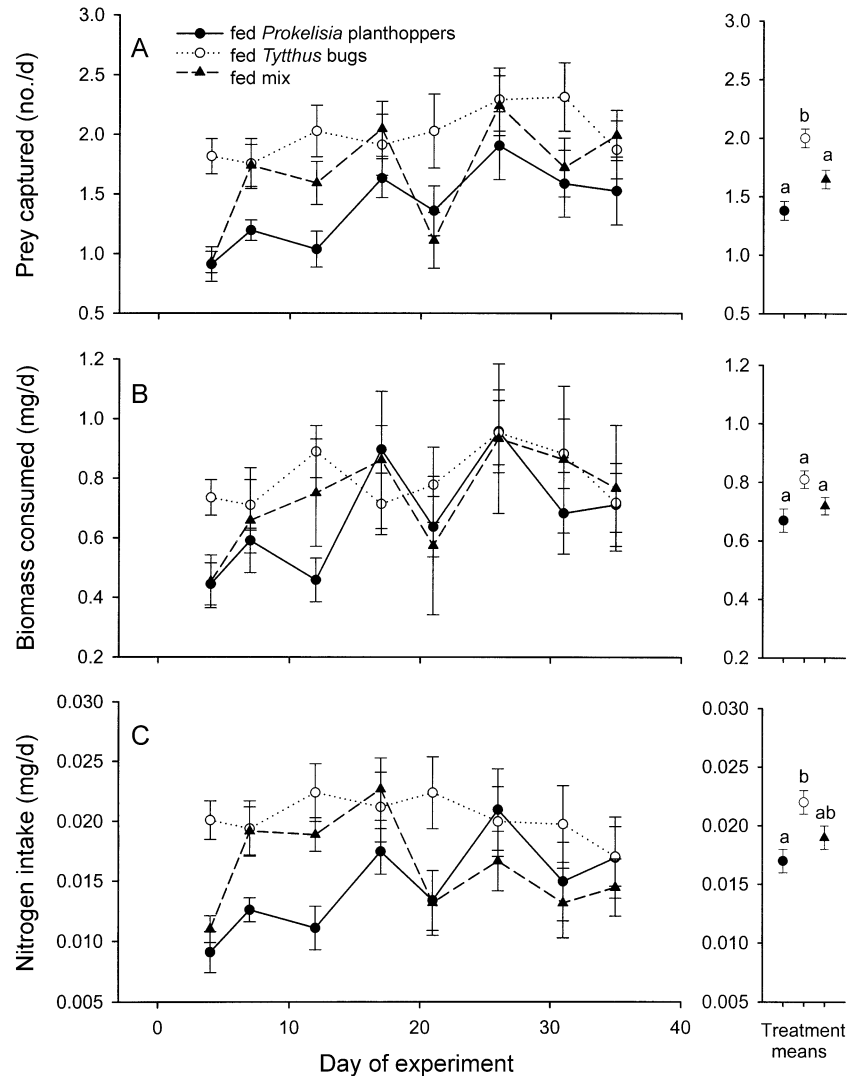 A
fed Prokelisia planthoppers
fed Tytthus bugs
fed mix
Prey captured (no./d)
3.0
2.5
2.0
1.5
1.0
0.5
3.0
2.5
2.0
1.5
1.0
0.5
a
b
a
B
Biomass consumed (mg/d)
1.2
1.0
0.8
0.6
0.4
0.2
1.2
1.0
0.8
0.6
0.4
0.2
a
a
a
C
Nitrogen intake (mg/d)
0.030
0.025
0.020
0.015
0.010
0.005
0.030
0.025
0.020
0.015
0.010
0.005
a
b
ab
0 10 20 30 40
Day of experiment
Treatment
means